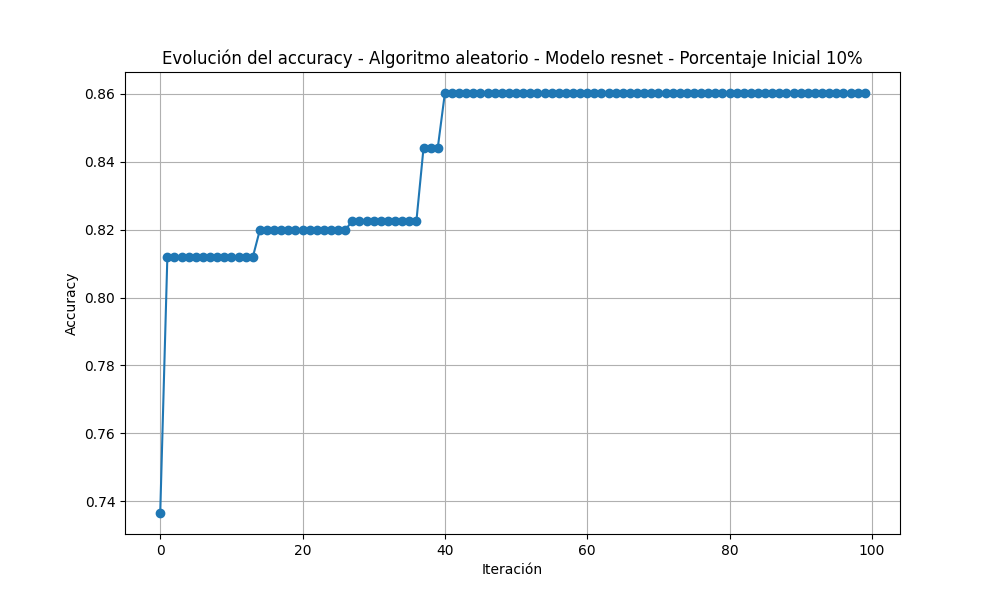 Evolución del accuracy - Algoritmo aleatorio - Modelo resnet - Porcentaje Inicial 10%
0.86
0.84
0.82
0.80
0.78
0.76
0.74
Accuracy
0 20 40 60 80 100
Iteración